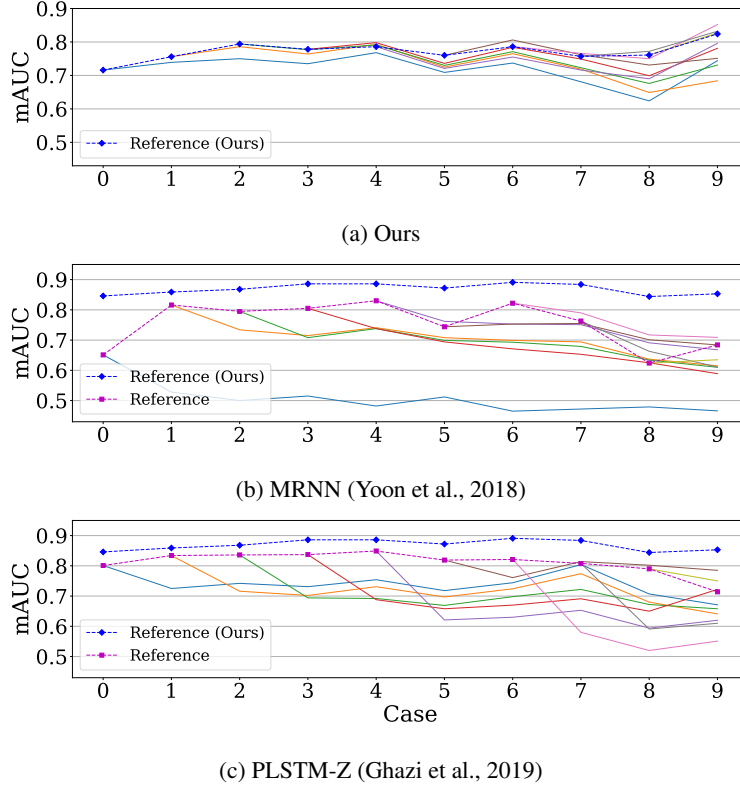 0.9
0.8
0.7
0.6
0.5
mAUC
Reference (Ours)
0 1 2 3 4 5 6 7 8 9
(a) Ours
0.9
0.8
0.7
0.6
0.5
mAUC
Reference (Ours)
Reference
0 1 2 3 4 5 6 7 8 9
(b) MRNN (Yoon et al., 2018)
0.9
0.8
0.7
0.6
0.5
mAUC
Reference (Ours)
Reference
0 1 2 3 4 5 6 7 8 9
Case
(c) PLSTM-Z (Ghazi et al., 2019)